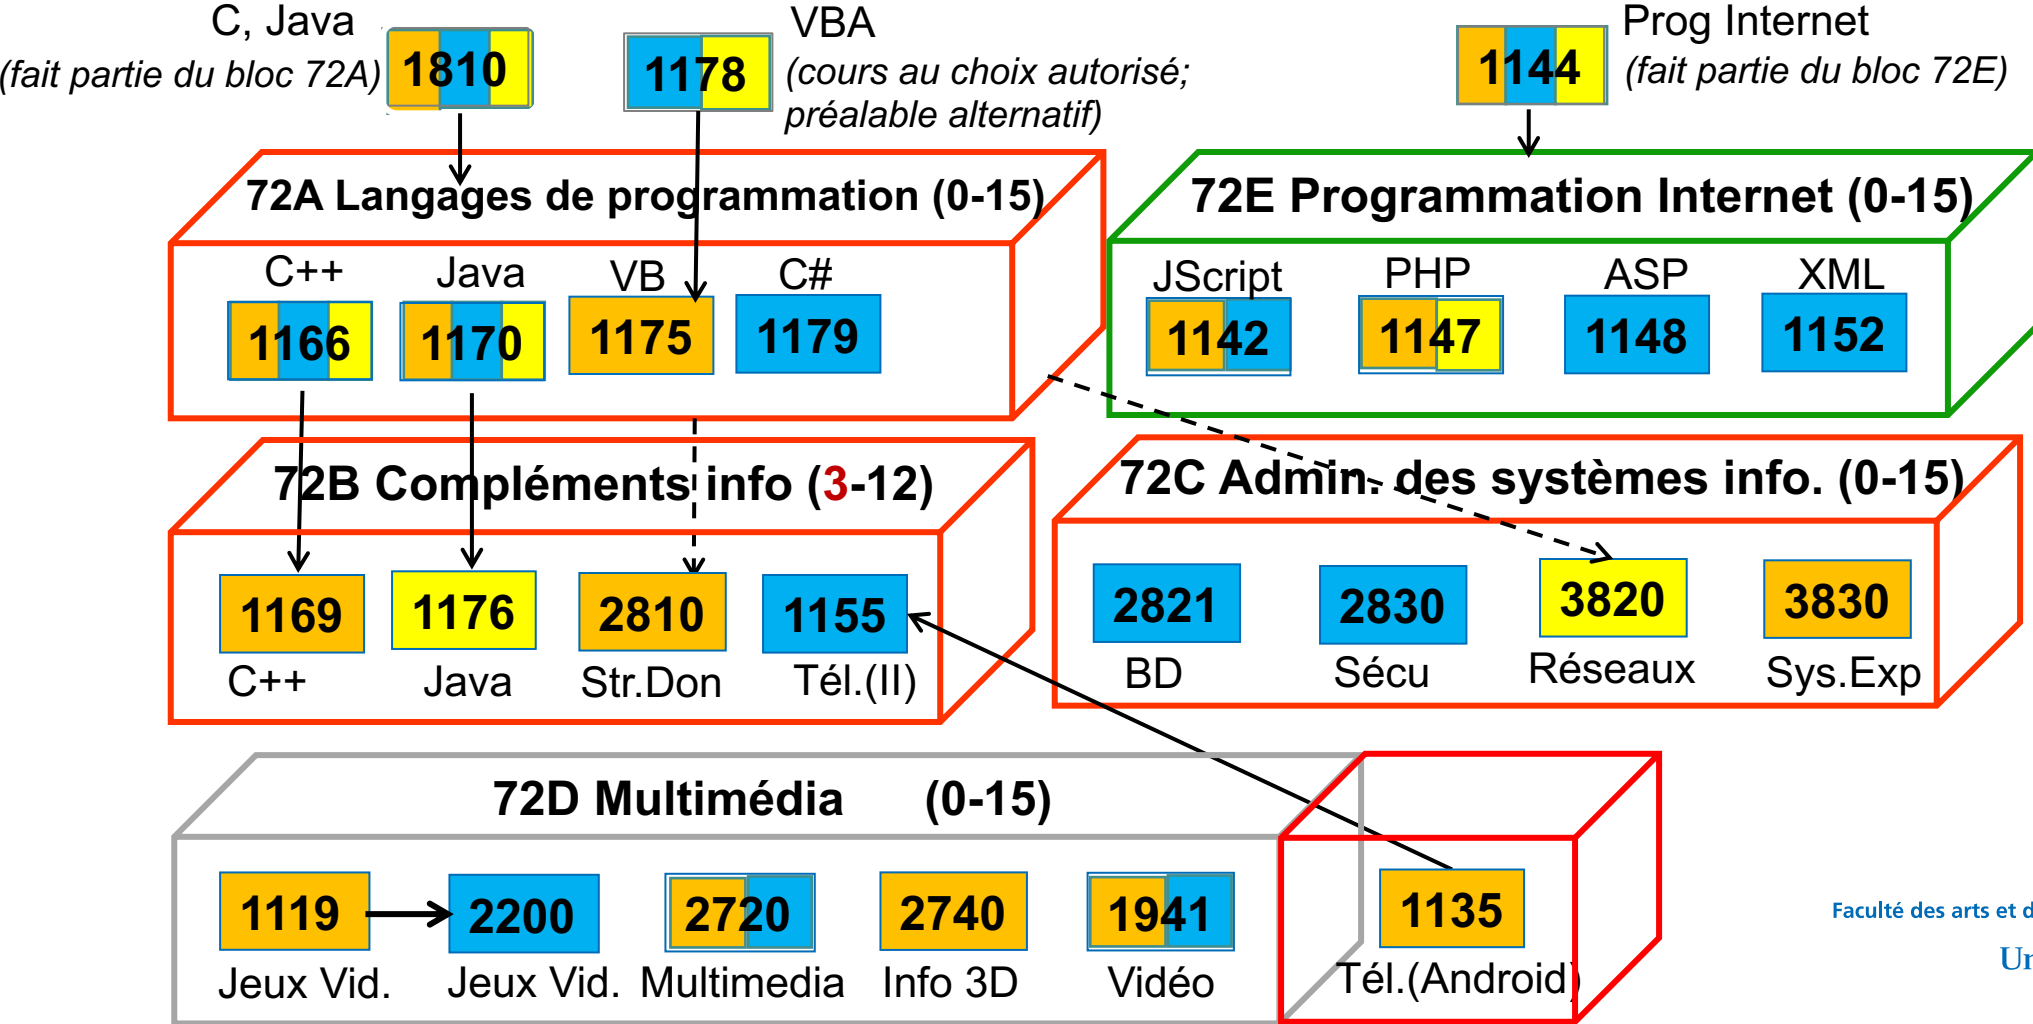 C, Java
(fait partie du bloc 72A)
1810
1178
VBA
(cours au choix autorisé;
préalable alternatif)
1144
Prog Internet
(fait partie du bloc 72E)
72A Langages de programmation (0-15)
C++ Java VB C#
1166 1170 1175 1179
72E Programmation Internet (0-15)
JScript PHP ASP XML
1142 1147 1148 1152
72B Compléments info (3-12)
1169 1176 2810 1155
C++ Java Str.Don Tél.(II)
72C Admin. des systèmes info. (0-15)
2821 2830 3820 3830
BD Sécu Réseaux Sys.Exp
72D Multimédia (0-15)
1119 2200 2720 2740 1941 1135
Jeux Vid. Jeux Vid. Multimedia Info 3D Vidéo Tél.(Android)
Faculté des arts et d
Un